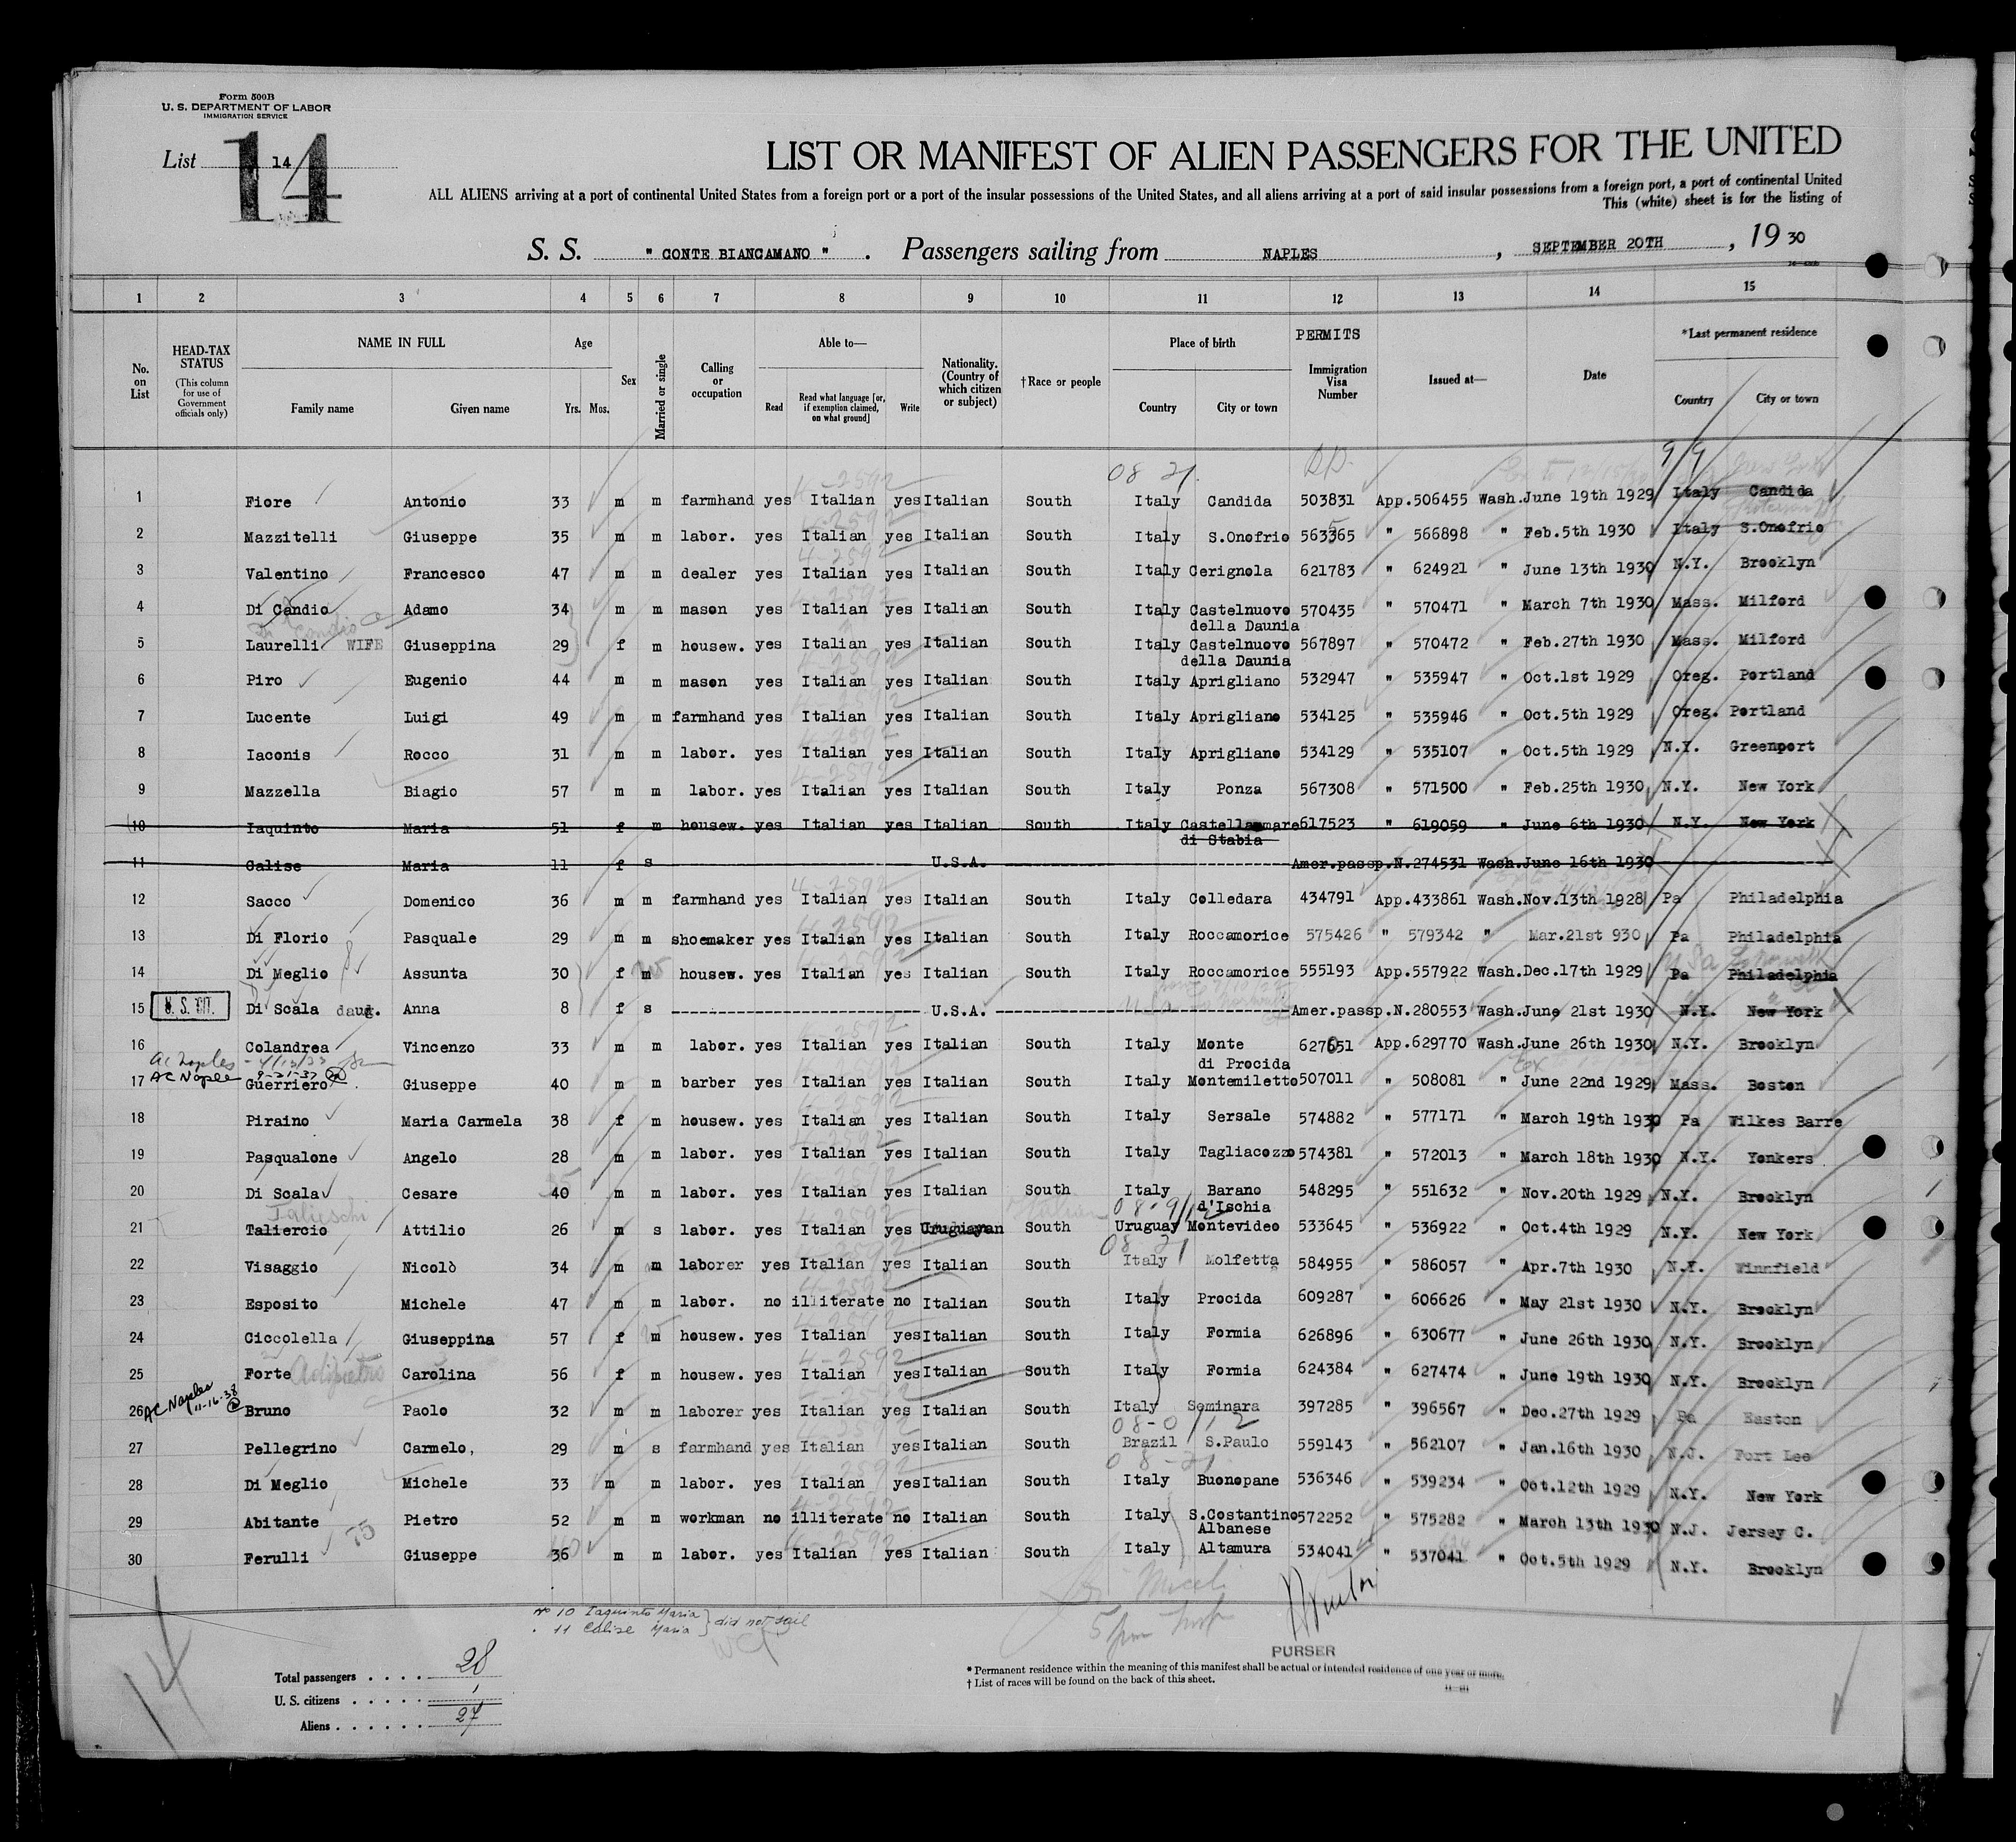 Form 500B
U. S. DEPARTMENT OF LABOR
IMMIGRATION SERVICE
List 14
14
LIST OR MANIFEST OF ALIEN PASSENGERS FOR THE UNITED
ALL ALIENS arriving at a port of continental United States from a foreign port or a port of the insular possessions of the United States, and all aliens arriving at a port of said insular possessions from a foreign port, a port of continental United
This (white) sheet is for the listing of
S. S. " CONTE BIANCAMANO " . Passengers sailing from NAPLES , SEPTEMBER 20TH , 19 30
1 2 3 4 5 6 7 8 9 10 11 12 13 14 15
No. on List
HEAD-TAX STATUS
(This column for use of Government officials only)
NAME IN FULL
Family name Given name
Age
Yrs. Mos.
Sex
Married or single
Calling or occupation
Able to—
Read
Read what language [or, if exemption claimed, on what ground]
Write
Nationality. (Country of which citizen or subject)
†Race or people
Place of birth
Country City or town
PERMITS
Immigration Visa Number
Issued at—
Date
*Last permanent residence
Country City or town
08 21
1 Fiore Antonio 33 m m farmhand yes Italian yes Italian South Italy Candida 503831 App.506455 Wash. June 19th 1929 Italy Candida
2 Mazzitelli Giuseppe 35 m m labor. yes Italian yes Italian South Italy S.Onofrio 563365 " 566898 " Feb.5th 1930 Italy S.Onofrio
3 Valentino Francesco 47 m m dealer yes Italian yes Italian South Italy Cerignola 621783 " 624921 " June 13th 1930 N.Y. Brooklyn
4 Di Candio Adamo 34 m m mason yes Italian yes Italian South Italy Castelnuovo della Daunia 570435 " 570471 " March 7th 1930 Mass. Milford
Di Candio
5 Laurelli WIFE Giuseppina 29 f m housew. yes Italian yes Italian South Italy Castelnuovo della Daunia 567897 " 570472 " Feb.27th 1930 Mass. Milford
6 Piro Eugenio 44 m m mason yes Italian yes Italian South Italy Aprigliano 532947 " 535947 " Oct.1st 1929 Oreg. Portland
7 Lucente Luigi 49 m m farmhand yes Italian yes Italian South Italy Aprigliano 534125 " 535946 " Oct.5th 1929 Oreg. Portland
8 Iaconis Rocco 31 m m labor. yes Italian yes Italian South Italy Aprigliano 534129 " 535107 " Oct.5th 1929 N.Y. Greenport
9 Mazzella Biagio 57 m m labor. yes Italian yes Italian South Italy Ponza 567308 " 571500 " Feb.25th 1930 N.Y. New York
10 Iaquinto Maria 51 f m housew. yes Italian yes Italian South Italy Castellammare di Stabia 617523 " 619059 " June 6th 1930 N.Y. New York
11 Calise Maria 11 f s U.S.A. Amer.passp.N.274531 Wash. June 16th 1930
12 Sacco Domenico 36 m m farmhand yes Italian yes Italian South Italy Colledara 434791 App.433861 Wash. Nov.13th 1928 Pa Philadelphia
13 Di Florio Pasquale 29 m m shoemaker yes Italian yes Italian South Italy Roccamorice 575426 " 579342 " Mar.21st 930 Pa Philadelphia
14 Di Meglio Assunta 30 f m housew. yes Italian yes Italian South Italy Roccamorice 555193 App.557922 Wash. Dec.17th 1929 Pa Philadelphia
15 U. S. CIT. Di Scala daug. Anna 8 f s U.S.A. Amer.passp.N.280553 Wash. June 21st 1930 N.Y. New York
16 Colandrea Vincenzo 33 m m labor. yes Italian yes Italian South Italy Monte di Procida 627651 App.629770 Wash. June 26th 1930 N.Y. Brooklyn
AC Naples - 4/13/33
AC Naples 9-21-37
17 Guerriero Giuseppe 40 m m barber yes Italian yes Italian South Italy Montemiletto 507011 " 508081 " June 22nd 1929 Mass. Boston
18 Piraino Maria Carmela 38 f m housew. yes Italian yes Italian South Italy Sersale 574882 " 577171 " March 19th 1930 Pa Wilkes Barre
19 Pasqualone Angelo 28 m m labor. yes Italian yes Italian South Italy Tagliacozzo 574381 " 572013 " March 18th 1930 N.Y. Yonkers
20 Di Scala Cesare 40 m m labor. yes Italian yes Italian South Italy Barano d'Ischia 548295 " 551632 " Nov.20th 1929 N.Y. Brooklyn
21 Taliercio Attilio 26 m s labor. yes Italian yes Uruguayan South Uruguay Montevideo 533645 " 536922 " Oct.4th 1929 N.Y. New York
08 21
22 Visaggio Nicolò 34 m m laborer yes Italian yes Italian South Italy Molfetta 584955 " 586057 " Apr.7th 1930 N.Y. Winnfield
23 Esposito Michele 47 m m labor. no illiterate no Italian South Italy Procida 609287 " 606626 " May 21st 1930 N.Y. Brooklyn
24 Ciccolella Giuseppina 57 f m housew. yes Italian yes Italian South Italy Formia 626896 " 630677 " June 26th 1930 N.Y. Brooklyn
25 Forte Carolina 56 f m housew. yes Italian yes Italian South Italy Formia 624384 " 627474 " June 19th 1930 N.Y. Brooklyn
AC Naples 11-16-38
26 Bruno Paolo 32 m m laborer yes Italian yes Italian South Italy Seminara 397285 " 396567 " Dec.27th 1929 Pa Easton
27 Pellegrino Carmelo, 29 m s farmhand yes Italian yes Italian South Brazil S.Paulo 559143 " 562107 " Jan.16th 1930 N.J. Fort Lee
28 Di Meglio Michele 33 m m labor. yes Italian yes Italian South Italy Buonopane 536346 " 539234 " Oct.12th 1929 N.Y. New York
29 Abitante Pietro 52 m m workman no illiterate no Italian South Italy S.Costantino Albanese 572252 " 575282 " March 13th 1930 N.J. Jersey C.
30 Ferulli Giuseppe 36 m m labor. yes Italian yes Italian South Italy Altamura 534041 " 537041 " Oct.5th 1929 N.Y. Brooklyn
No 10 Iaquinto Maria } did not sail
" 11 Calise Maria
PURSER
Total passengers . . . . 28
U. S. citizens . . . . . 1
Aliens . . . . . . 27
14
* Permanent residence within the meaning of this manifest shall be actual or intended residence of one year or more.
† List of races will be found on the back of this sheet.